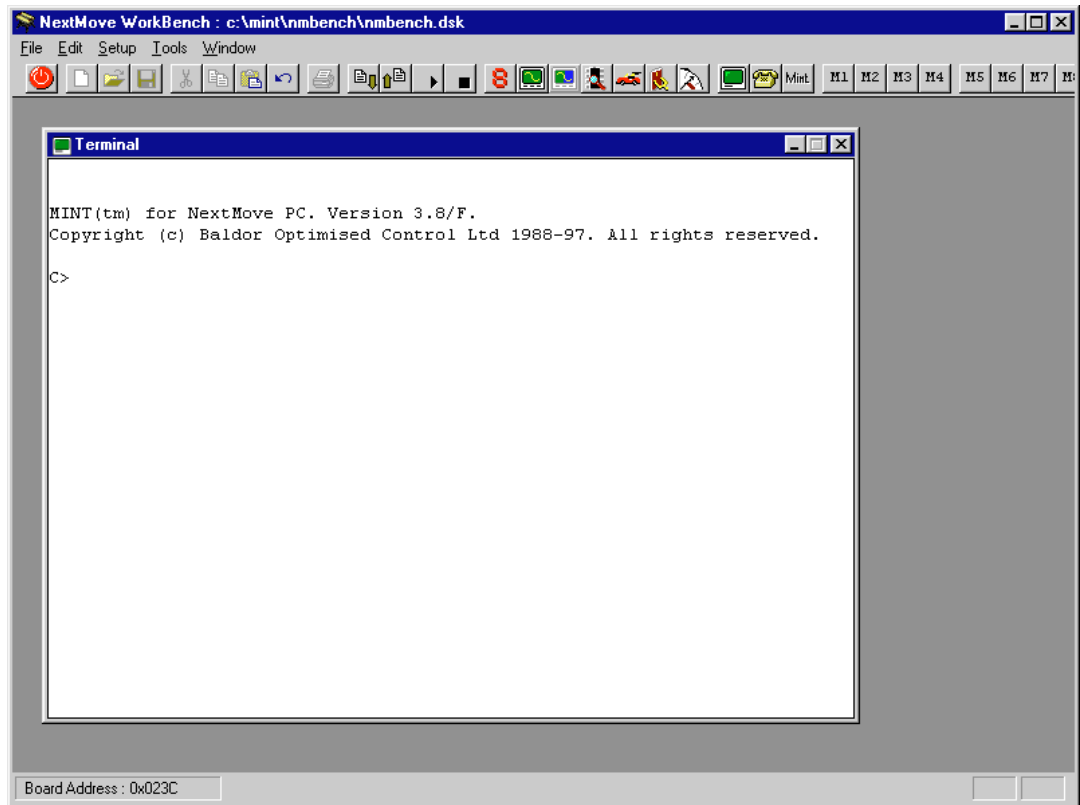 NextMove WorkBench : c:\mint\nmbench\nmbench.dsk
File Edit Setup Tools Window
8 Mint M1 M2 M3 M4 M5 M6 M7
Terminal
MINT(tm) for NextMove PC. Version 3.8/F.
Copyright (c) Baldor Optimised Control Ltd 1988-97. All rights reserved.
C>
Board Address : 0x023C